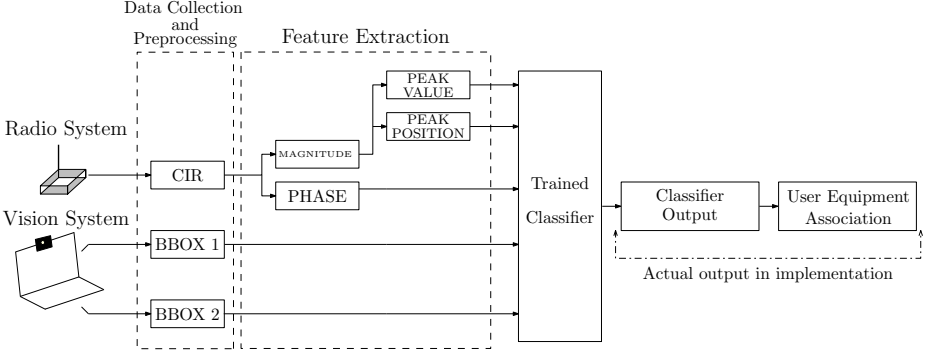 Data Collection
and
Preprocessing
Feature Extraction
PEAK
VALUE
PEAK
POSITION
Radio System
MAGNITUDE
CIR
PHASE
Trained
Classifier
Classifier
Output
User Equipment
Association
Vision System
BBOX 1
Actual output in implementation
BBOX 2